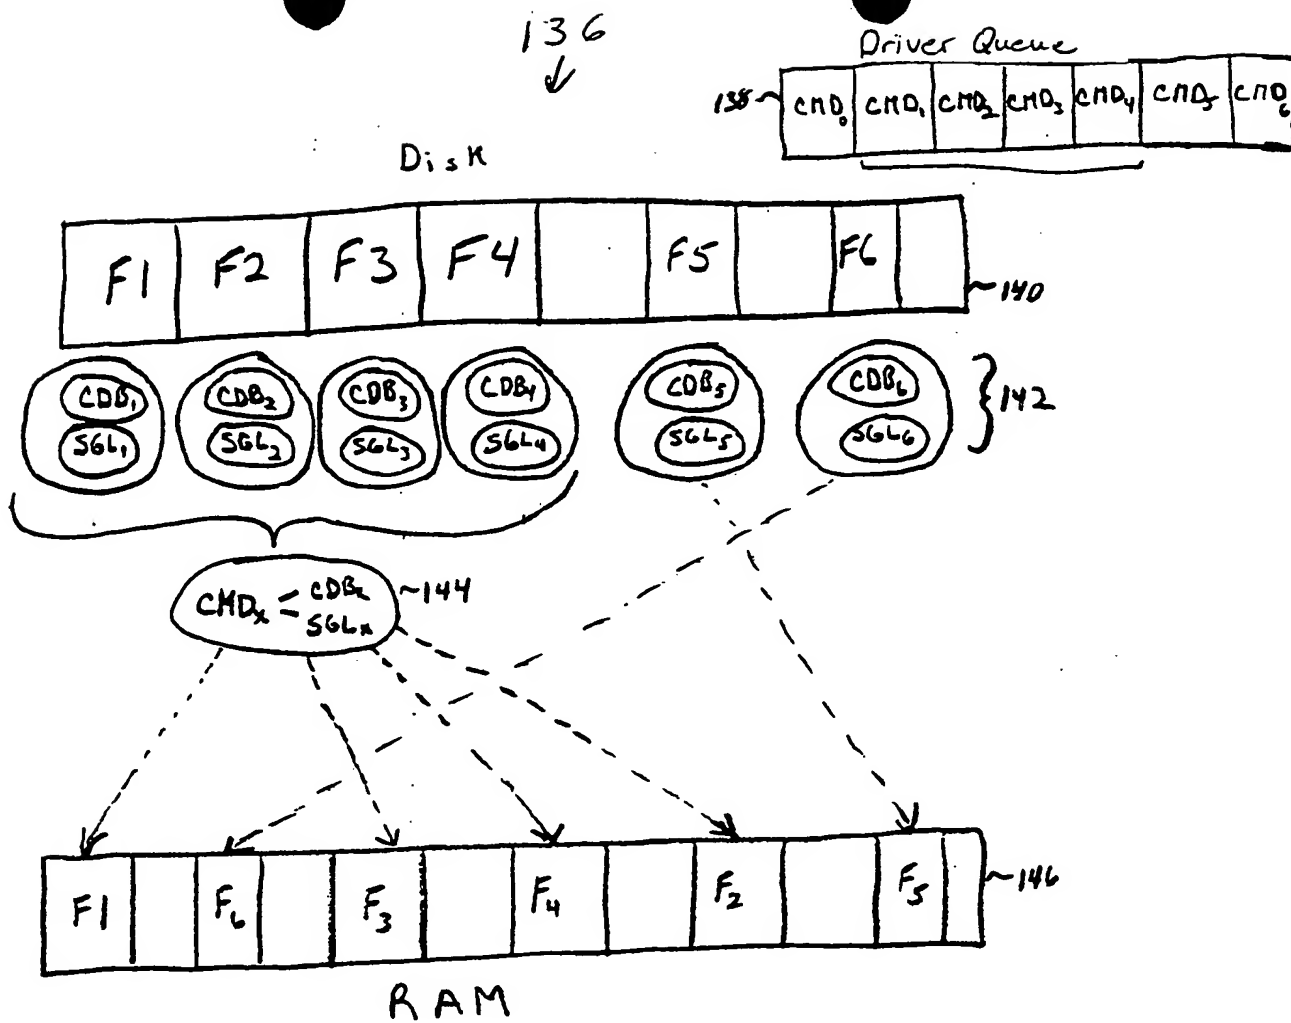 136
Driver Queue
138 CMD₀ CMD₁ CMD₂ CMD₃ CMD₄ CMD₅ CMD₆
Disk
F1 F2 F3 F4 F5 F6
140
CDB₁ CDB₂ CDB₃ CDB₄ CDB₅ CDB₆
SGL₁ SGL₂ SGL₃ SGL₄ SGL₅ SGL₆
142
CMDₓ CDBₓ 144
SGLₓ
F1 F₆ F₃ F₄ F₂ F₅ 146
RAM